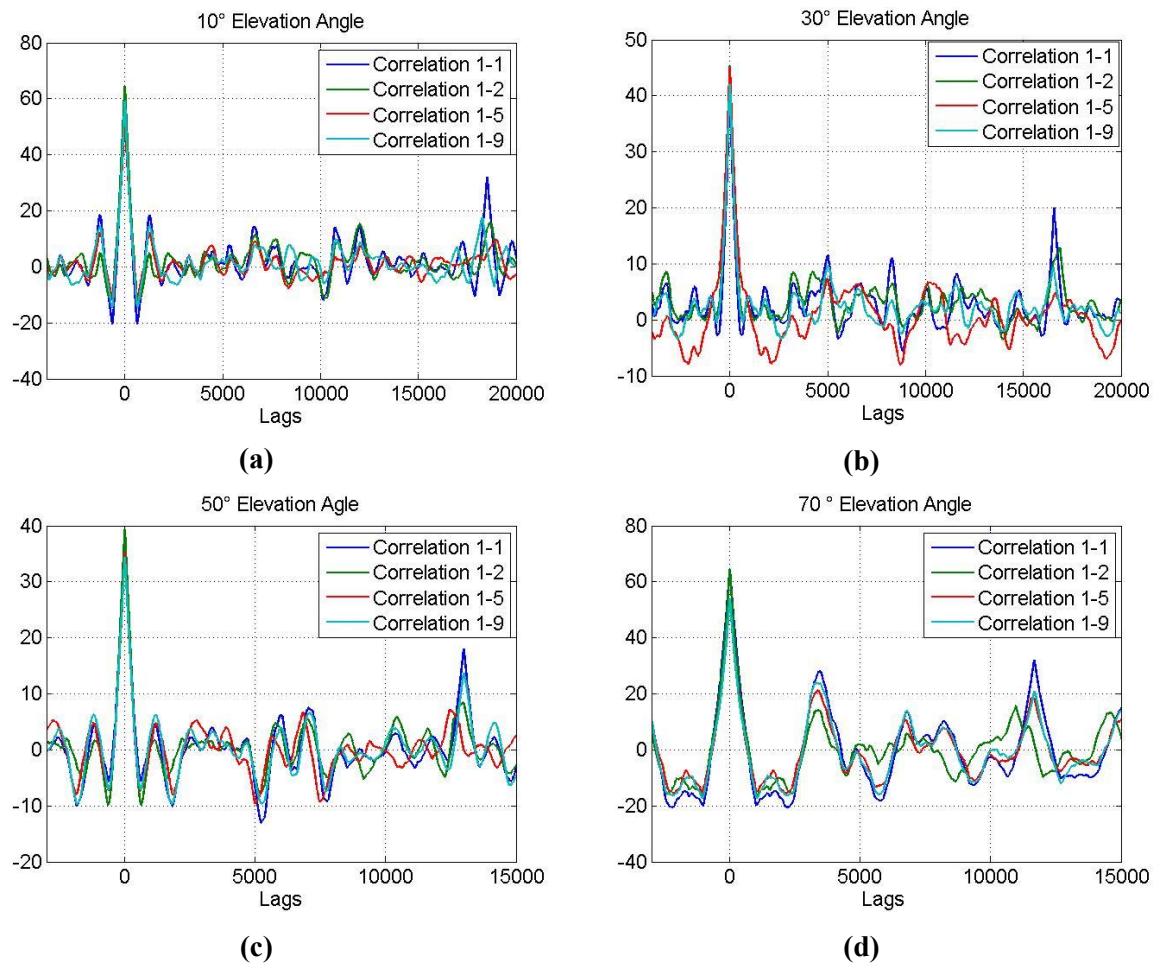 10° Elevation Angle
80
60
40
20
0
-20
-40
0
5000
10000
15000
20000
Lags
Correlation 1-1
Correlation 1-2
Correlation 1-5
Correlation 1-9
(a)
30° Elevation Angle
50
40
30
20
10
0
-10
0
5000
10000
15000
20000
Lags
Correlation 1-1
Correlation 1-2
Correlation 1-5
Correlation 1-9
(b)
50° Elevation Agle
40
30
20
10
0
-10
-20
0
5000
10000
15000
Lags
Correlation 1-1
Correlation 1-2
Correlation 1-5
Correlation 1-9
(c)
70 ° Elevation Angle
80
60
40
20
0
-20
-40
0
5000
10000
15000
Lags
Correlation 1-1
Correlation 1-2
Correlation 1-5
Correlation 1-9
(d)